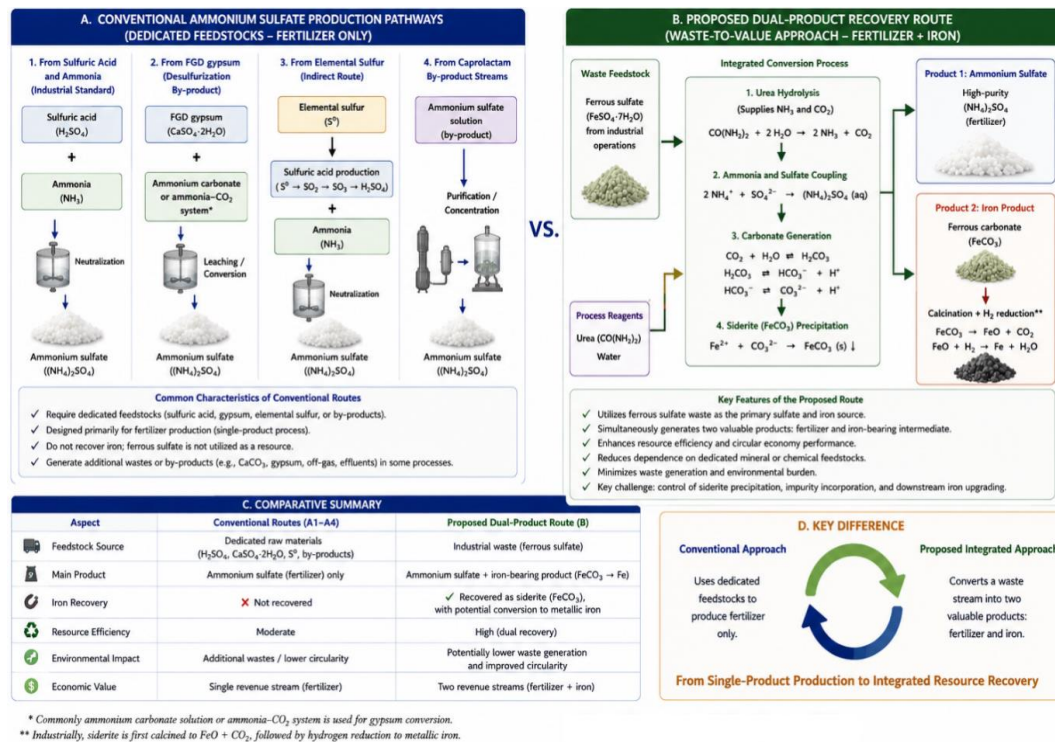 A. CONVENTIONAL AMMONIUM SULFATE PRODUCTION PATHWAYS
(DEDICATED FEEDSTOCKS – FERTILIZER ONLY)
1. From Sulfuric Acid
and Ammonia
(Industrial Standard)
Sulfuric acid
(H₂SO₄)
+
Ammonia
(NH₃)
Neutralization
Ammonium sulfate
((NH₄)₂SO₄)
2. From FGD gypsum
(Desulfurization
By-product)
FGD gypsum
(CaSO₄·2H₂O)
+
Ammonium carbonate
or ammonia–CO₂
system*
Leaching /
Conversion
Ammonium sulfate
((NH₄)₂SO₄)
3. From Elemental Sulfur
(Indirect Route)
Elemental sulfur
(S⁰)
Sulfuric acid production
(S⁰ → SO₂ → SO₃ → H₂SO₄)
+
Ammonia
(NH₃)
Neutralization
Ammonium sulfate
((NH₄)₂SO₄)
4. From Caprolactam
By-product Streams
Ammonium sulfate
solution
(by-product)
Purification /
Concentration
Ammonium sulfate
((NH₄)₂SO₄)
Common Characteristics of Conventional Routes
✓ Require dedicated feedstocks (sulfuric acid, gypsum, elemental sulfur, or by-products).
✓ Designed primarily for fertilizer production (single-product process).
✓ Do not recover iron; ferrous sulfate is not utilized as a resource.
✓ Generate additional wastes or by-products (e.g., CaCO₃, gypsum, off-gas, effluents) in some processes.
VS.
B. PROPOSED DUAL-PRODUCT RECOVERY ROUTE
(WASTE-TO-VALUE APPROACH – FERTILIZER + IRON)
Waste Feedstock
Ferrous sulfate
(FeSO₄·7H₂O)
from industrial
operations
Process Reagents
Urea (CO(NH₂)₂)
Water
Integrated Conversion Process
1. Urea Hydrolysis
(Supplies NH₃ and CO₂)
CO(NH₂)₂ + 2 H₂O → 2 NH₃ + CO₂
2. Ammonia and Sulfate Coupling
2 NH₄⁺ + SO₄²⁻ → (NH₄)₂SO₄ (aq)
3. Carbonate Generation
CO₂ + H₂O ⇌ H₂CO₃
H₂CO₃ ⇌ HCO₃⁻ + H⁺
HCO₃⁻ ⇌ CO₃²⁻ + H⁺
4. Siderite (FeCO₃) Precipitation
Fe²⁺ + CO₃²⁻ → FeCO₃ (s) ↓
Product 1: Ammonium Sulfate
High-purity
(NH₄)₂SO₄
(fertilizer)
Product 2: Iron Product
Ferrous carbonate
(FeCO₃)
Calcination + H₂ reduction**
FeCO₃ → FeO + CO₂
FeO + H₂ → Fe + H₂O
Key Features of the Proposed Route
✓ Utilizes ferrous sulfate waste as the primary sulfate and iron source.
✓ Simultaneously generates two valuable products: fertilizer and iron-bearing intermediate.
✓ Enhances resource efficiency and circular economy performance.
✓ Reduces dependence on dedicated mineral or chemical feedstocks.
✓ Minimizes waste generation and environmental burden.
✓ Key challenge: control of siderite precipitation, impurity incorporation, and downstream iron upgrading.
C. COMPARATIVE SUMMARY
Aspect Conventional Routes (A1–A4) Proposed Dual-Product Route (B)
Feedstock Source Dedicated raw materials
(H₂SO₄, CaSO₄·2H₂O, S⁰, by-products) Industrial waste (ferrous sulfate)
Main Product Ammonium sulfate (fertilizer) only Ammonium sulfate + iron-bearing product (FeCO₃ → Fe)
Iron Recovery ✗ Not recovered ✓ Recovered as siderite (FeCO₃),
with potential conversion to metallic iron
Resource Efficiency Moderate High (dual recovery)
Environmental Impact Additional wastes / lower circularity Potentially lower waste generation
and improved circularity
Economic Value Single revenue stream (fertilizer) Two revenue streams (fertilizer + iron)
D. KEY DIFFERENCE
Conventional Approach
Uses dedicated
feedstocks to
produce fertilizer
only.
Proposed Integrated Approach
Converts a waste
stream into two
valuable products:
fertilizer and iron.
From Single-Product Production to Integrated Resource Recovery
* Commonly ammonium carbonate solution or ammonia–CO₂ system is used for gypsum conversion.
** Industrially, siderite is first calcined to FeO + CO₂, followed by hydrogen reduction to metallic iron.